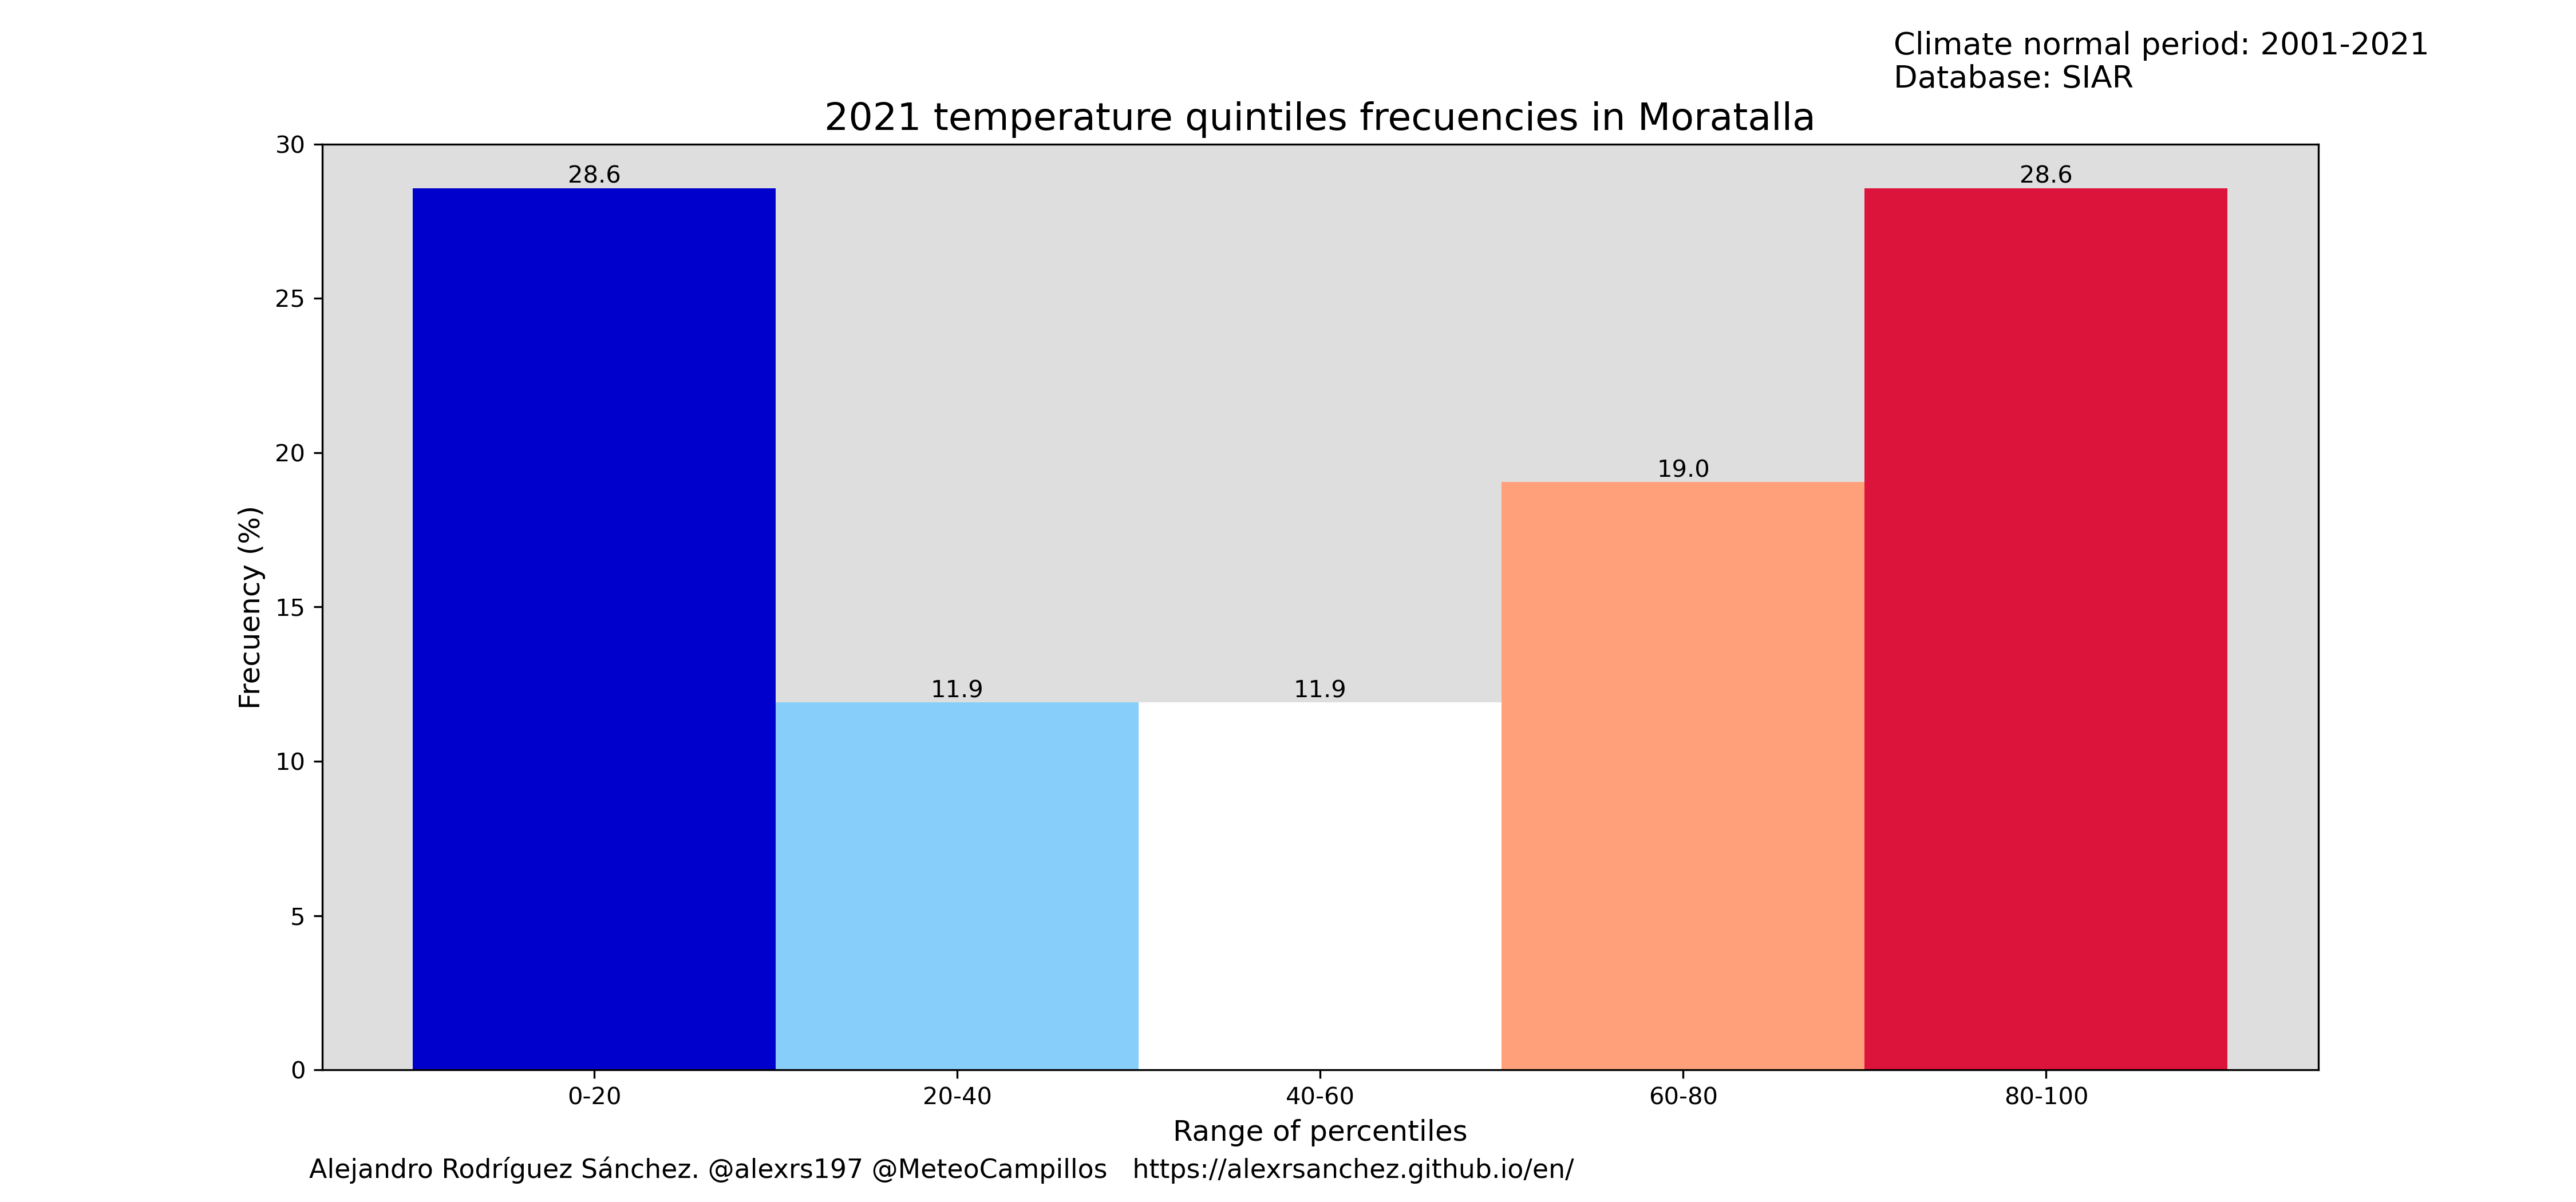 Climate normal period: 2001-2021
Database: SIAR
2021 temperature quintiles frecuencies in Moratalla
30
25
20
15
10
5
0
Frecuency (%)
28.6
11.9
11.9
19.0
28.6
0-20
20-40
40-60
60-80
80-100
Range of percentiles
Alejandro Rodríguez Sánchez. @alexrs197 @MeteoCampillos   https://alexrsanchez.github.io/en/